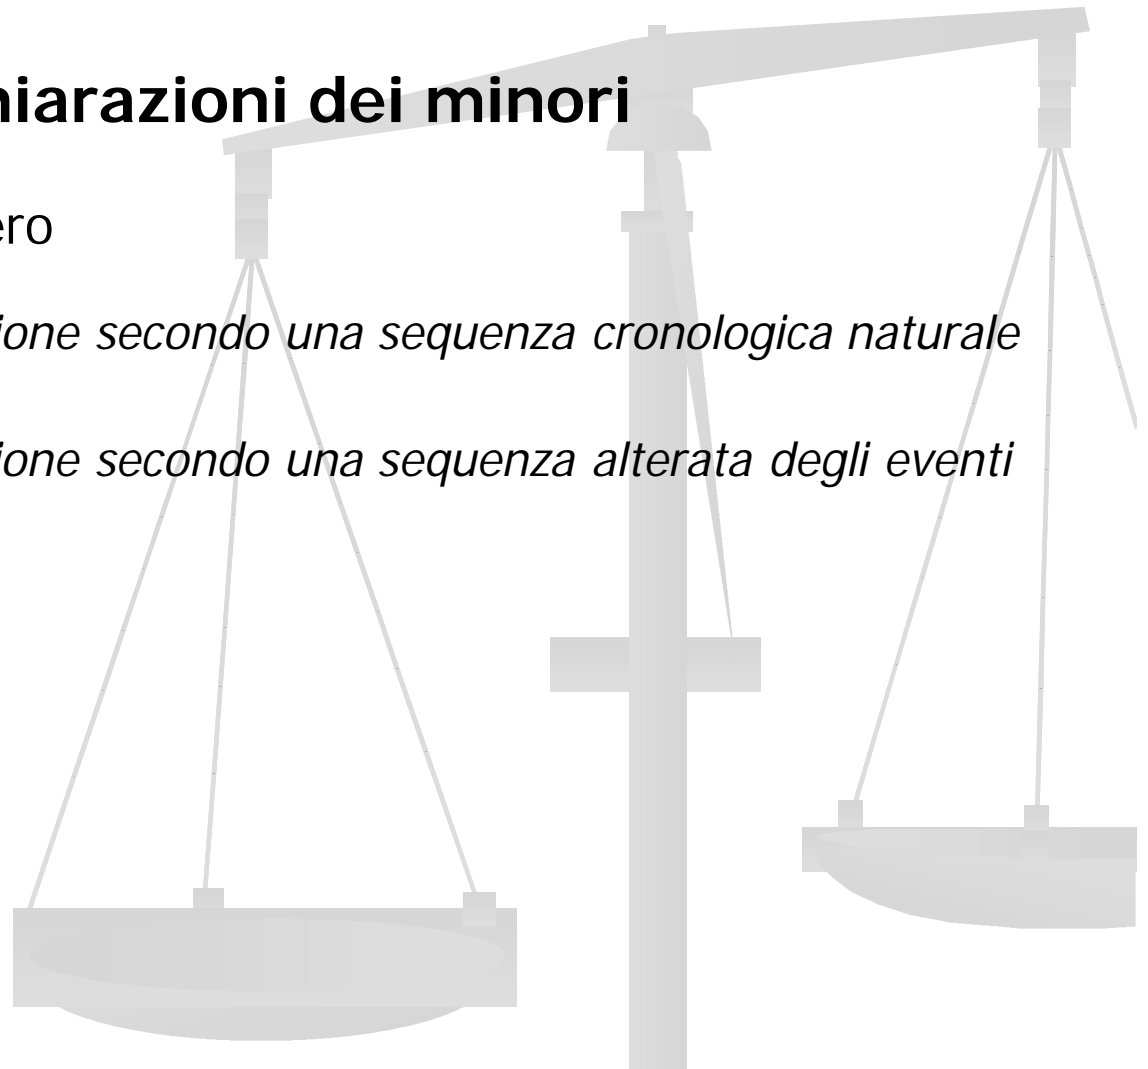 hiarazioni dei minori
ero
ione secondo una sequenza cronologica naturale
ione secondo una sequenza alterata degli eventi